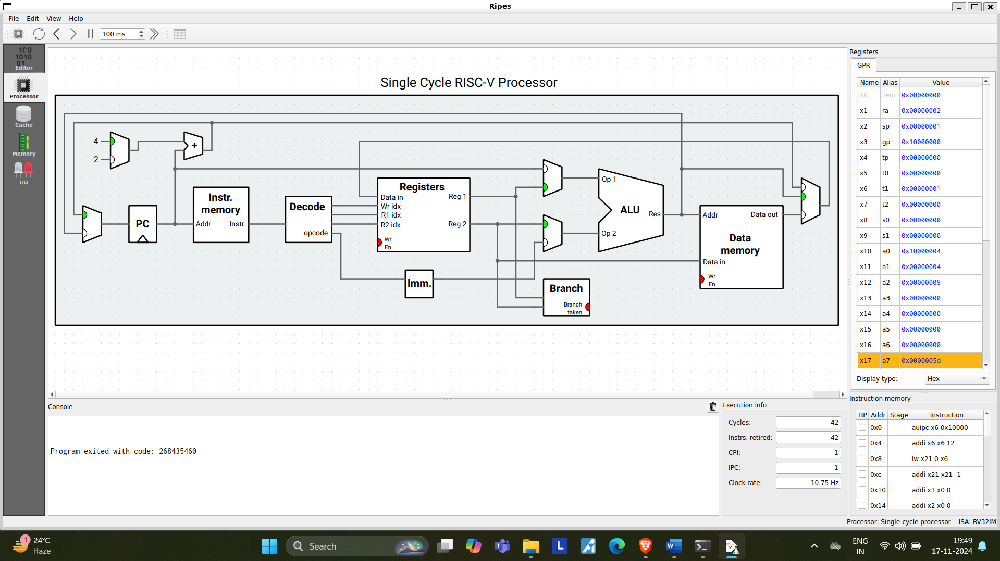 Ripes
File Edit View Help
100 ms
Editor
Processor
Cache
Memory
I/O
Single Cycle RISC-V Processor
4
2
+
PC
Instr. memory
Addr Instr
Decode
opcode
Registers
Data in
Wr idx
R1 idx
R2 idx
Wr
En
Reg 1
Reg 2
Imm.
Op 1
ALU
Res
Op 2
Branch
Branch
taken
Addr Data out
Data
memory
Data in
Wr
En
Registers
GPR
Name Alias Value
x0 zero 0x00000000
x1 ra 0x00000002
x2 sp 0x00000001
x3 gp 0x10000000
x4 tp 0x00000000
x5 t0 0x00000000
x6 t1 0x00000001
x7 t2 0x00000000
x8 s0 0x00000000
x9 s1 0x00000000
x10 a0 0x10000004
x11 a1 0x00000004
x12 a2 0x00000009
x13 a3 0x00000000
x14 a4 0x00000000
x15 a5 0x00000000
x16 a6 0x00000000
x17 a7 0x0000005d
Display type: Hex
Console
Program exited with code: 268435460
Execution info
Cycles: 42
Instrs. retired: 42
CPI: 1
IPC: 1
Clock rate: 10.75 Hz
Instruction memory
BP Addr Stage Instruction
0x0 auipc x6 0x10000
0x4 addi x6 x6 12
0x8 lw x21 0 x6
0xc addi x21 x21 -1
0x10 addi x1 x0 0
0x14 addi x2 x0 0
Processor: Single-cycle processor ISA: RV32IM
1
24°C
Haze
Search
ENG
IN
19:49
17-11-2024